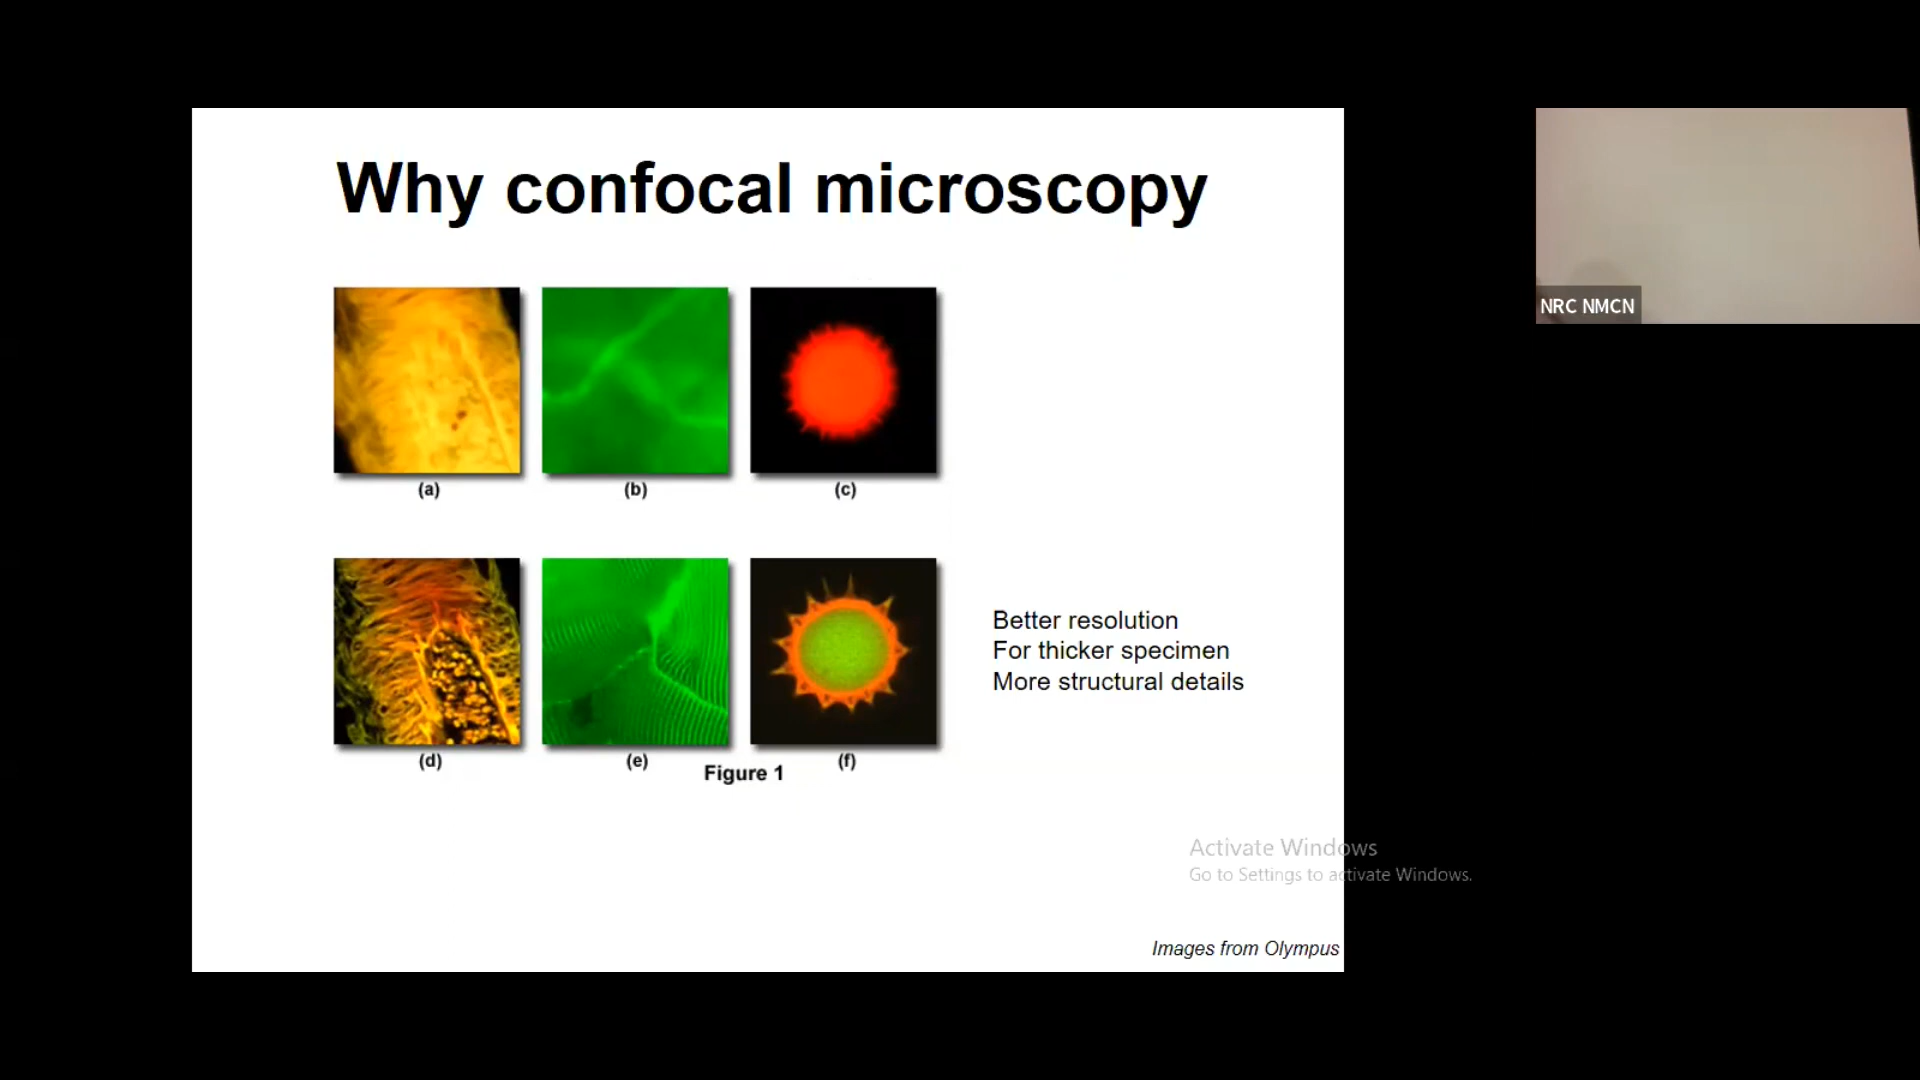 Why confocal microscopy
(a)
(b)
(c)
(d)
(e)
(f)
Figure 1
Better resolution
For thicker specimen
More structural details
Images from Olympus
NRC NMCN
Activate Windows
Go to Settings to activate Windows.